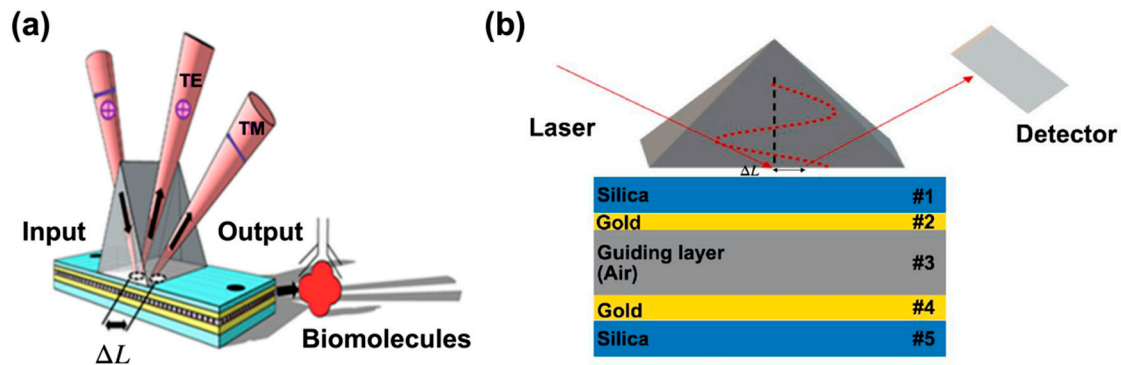 (a)
TE
TM
Input
Output
Biomolecules
ΔL
(b)
Laser
Detector
ΔL
Silica #1
Gold #2
Guiding layer
(Air) #3
Gold #4
Silica #5